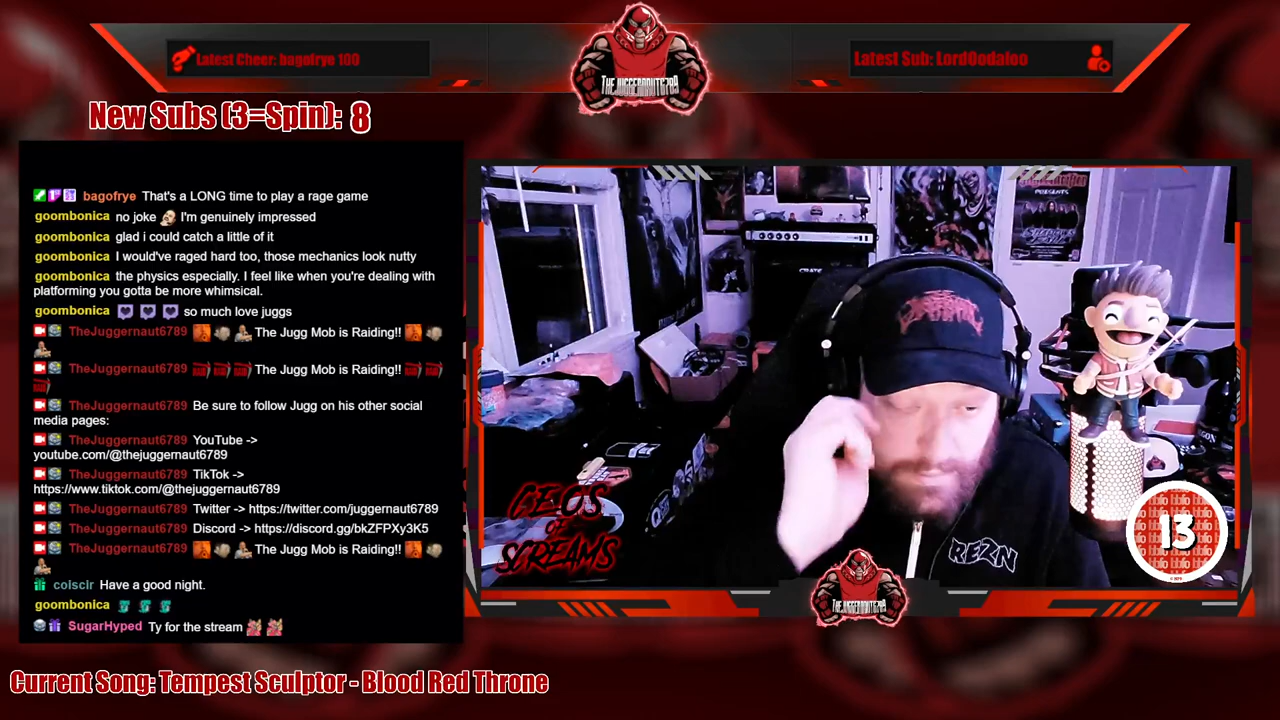 Latest Cheer: bagofrye 100
Latest Sub: LordOodaloo
TheJuggernaut6789
New Subs (3=Spin): 8
bagofrye That's a LONG time to play a rage game
goombonica no joke I'm genuinely impressed
goombonica glad i could catch a little of it
goombonica I would've raged hard too, those mechanics look nutty
goombonica the physics especially. I feel like when you're dealing with
platforming you gotta be more whimsical.
goombonica so much love juggs
TheJuggernaut6789 The Jugg Mob is Raiding!!
TheJuggernaut6789 The Jugg Mob is Raiding!!
TheJuggernaut6789 Be sure to follow Jugg on his other social
media pages:
TheJuggernaut6789 YouTube ->
youtube.com/@thejuggernaut6789
TheJuggernaut6789 TikTok ->
https://www.tiktok.com/@thejuggernaut6789
TheJuggernaut6789 Twitter -> https://twitter.com/juggernaut6789
TheJuggernaut6789 Discord -> https://discord.gg/bkZFPXy3K5
TheJuggernaut6789 The Jugg Mob is Raiding!!
coiscir Have a good night.
goombonica
SugarHyped Ty for the stream
REZN
13
TheJuggernaut6789
Current Song: Tempest Sculptor - Blood Red Throne